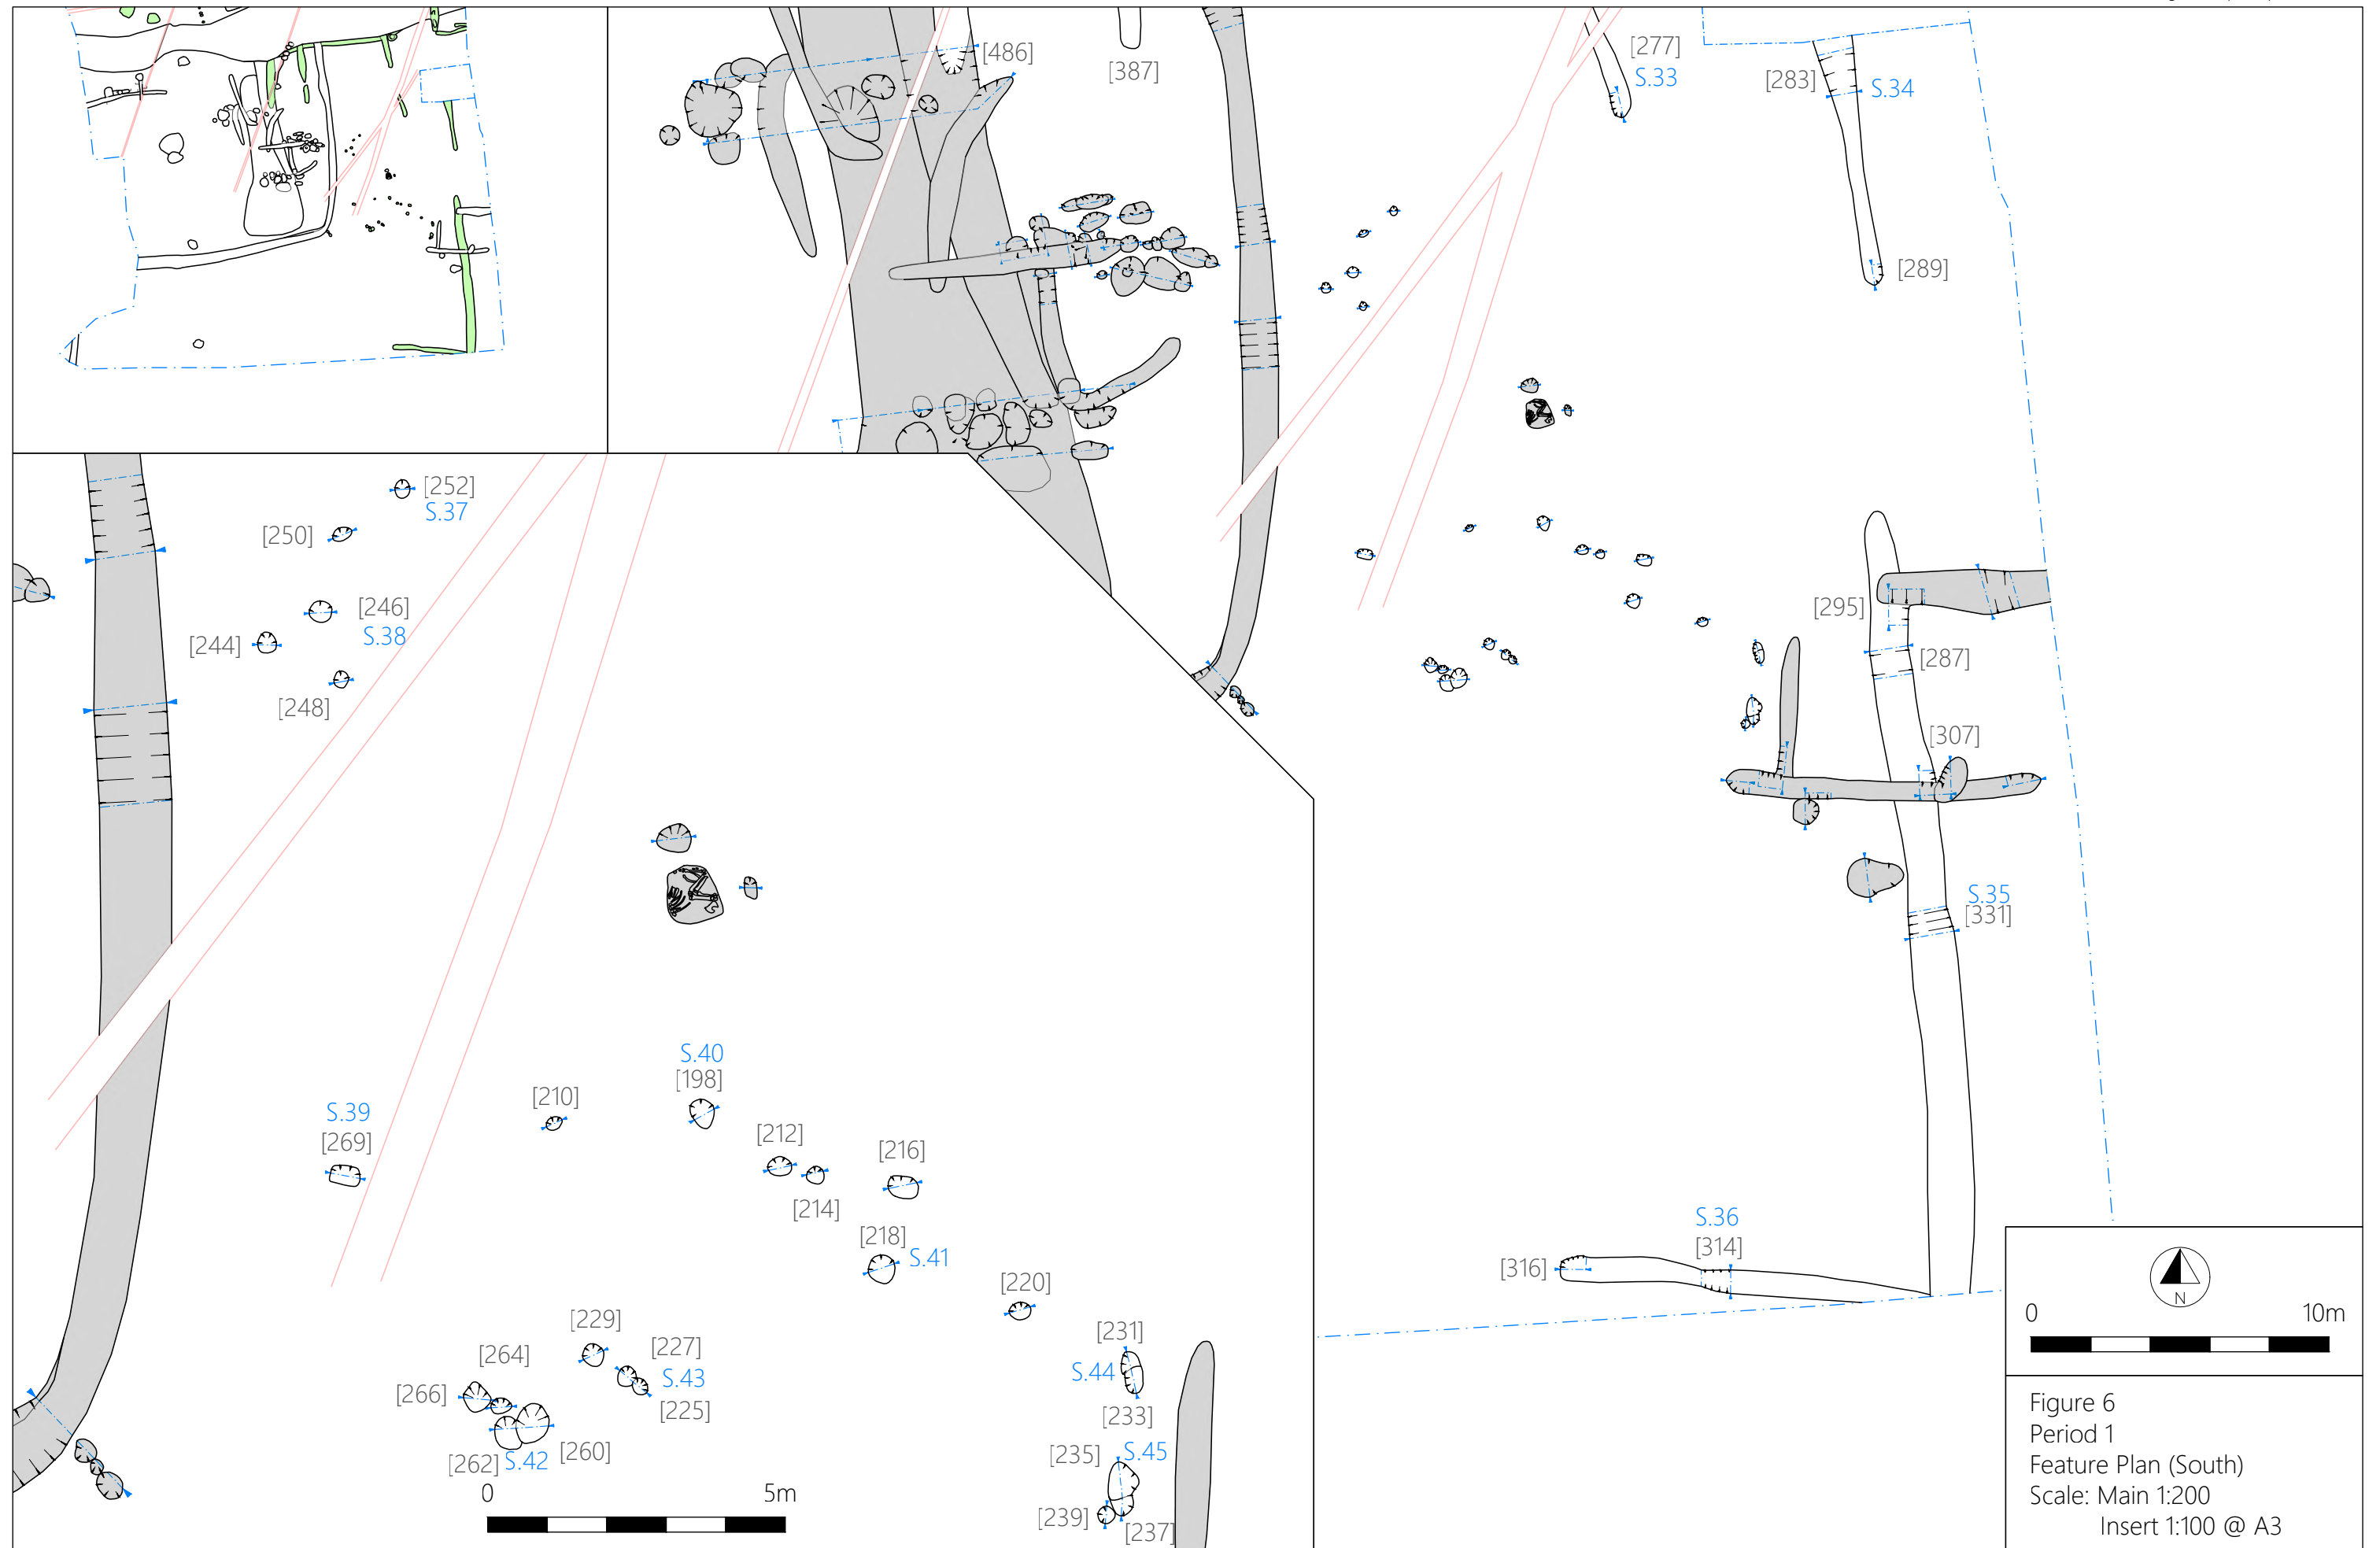 [486]
[387]
[277]
S.33
[283]
S.34
[289]
[252]
S.37
[250]
[246]
S.38
[244]
[248]
[295]
[287]
[307]
S.35
[331]
S.40
[198]
[210]
S.39
[269]
[212]
[216]
[214]
[218]
S.41
[220]
[229]
[227]
S.43
[225]
[264]
[266]
[262]
S.42
[260]
[231]
S.44
[233]
[235]
S.45
[239]
[237]
0 5m
S.36
[314]
[316]
N
0 10m
Figure 6
Period 1
Feature Plan (South)
Scale: Main 1:200
Insert 1:100 @ A3